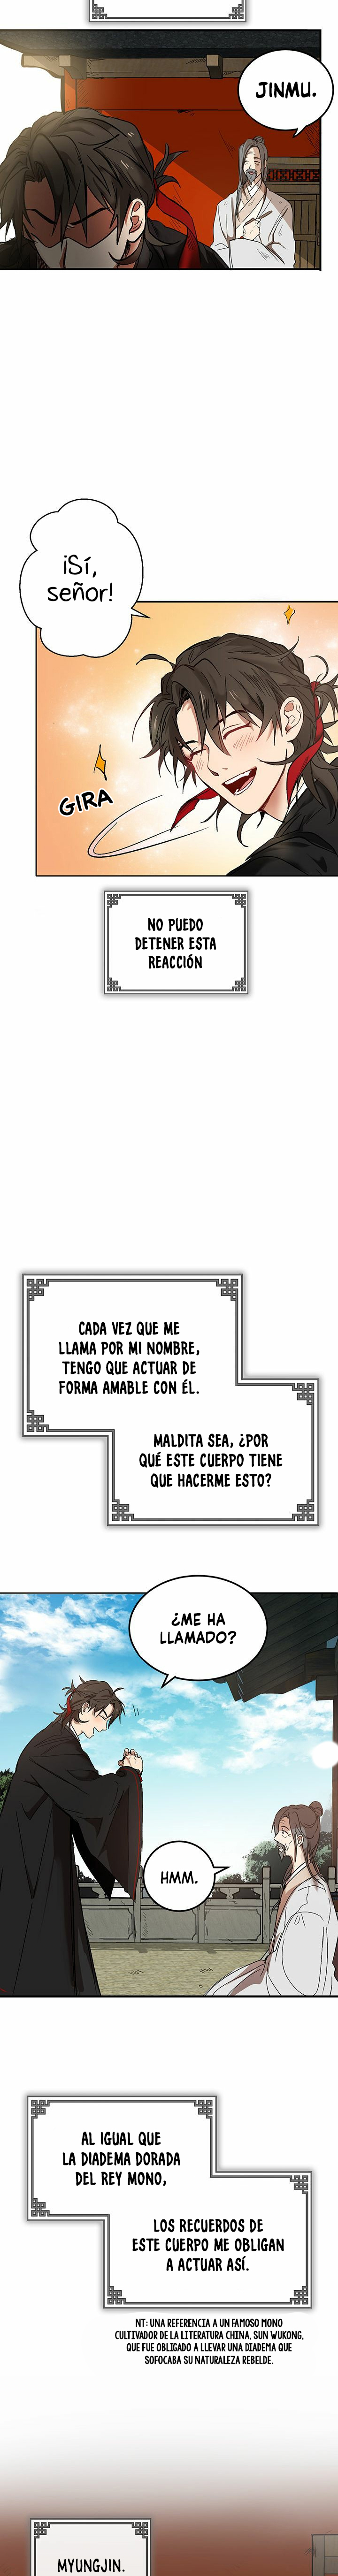 JINMU.
¡Sí,
señor!
GIRA
NO PUEDO
DETENER ESTA
REACCIÓN
CADA VEZ QUE ME
LLAMA POR MI NOMBRE,
TENGO QUE ACTUAR DE
FORMA AMABLE CON ÉL.
MALDITA SEA, ¿POR
QUÉ ESTE CUERPO TIENE
QUE HACERME ESTO?
¿ME HA
LLAMADO?
HMM.
AL IGUAL QUE
LA DIADEMA DORADA
DEL REY MONO,
LOS RECUERDOS DE
ESTE CUERPO ME OBLIGAN
A ACTUAR ASÍ.
NT: UNA REFERENCIA A UN FAMOSO MONO
CULTIVADOR DE LA LITERATURA CHINA, SUN WUKONG,
QUE FUE OBLIGADO A LLEVAR UNA DIADEMA QUE
SOFOCABA SU NATURALEZA REBELDE.
MYUNGJIN.